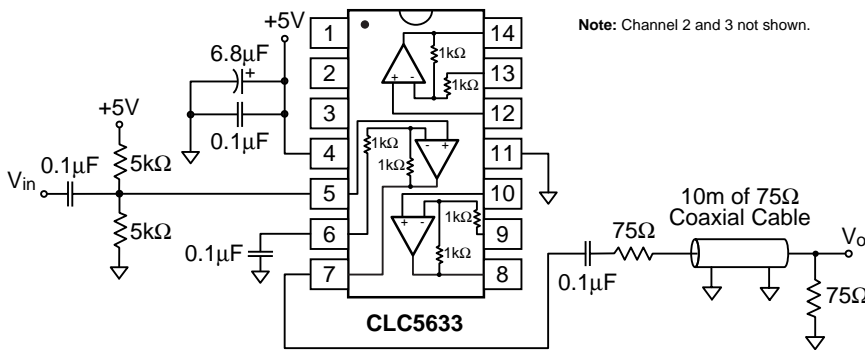 Note: Channel 2 and 3 not shown.
+5V
6.8µF
+
0.1µF
+5V
0.1µF
5kΩ
Vin
5kΩ
0.1µF
1
2
3
4
5
6
7
14
13
12
11
10
9
8
1kΩ
1kΩ
+ -
1kΩ
- +
1kΩ
1kΩ
+ -
1kΩ
CLC5633
10m of 75Ω
Coaxial Cable
75Ω
0.1µF
Vo
75Ω